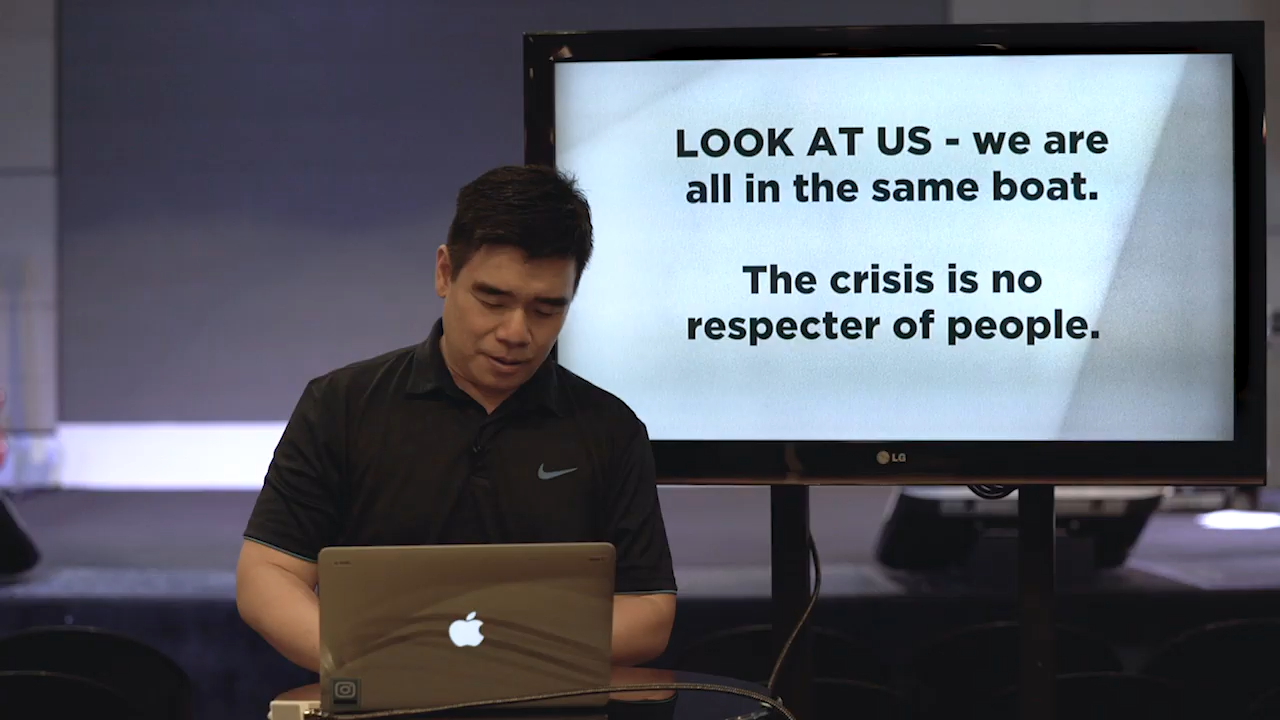 LOOK AT US - we are
all in the same boat.
The crisis is no
respecter of people.
LG